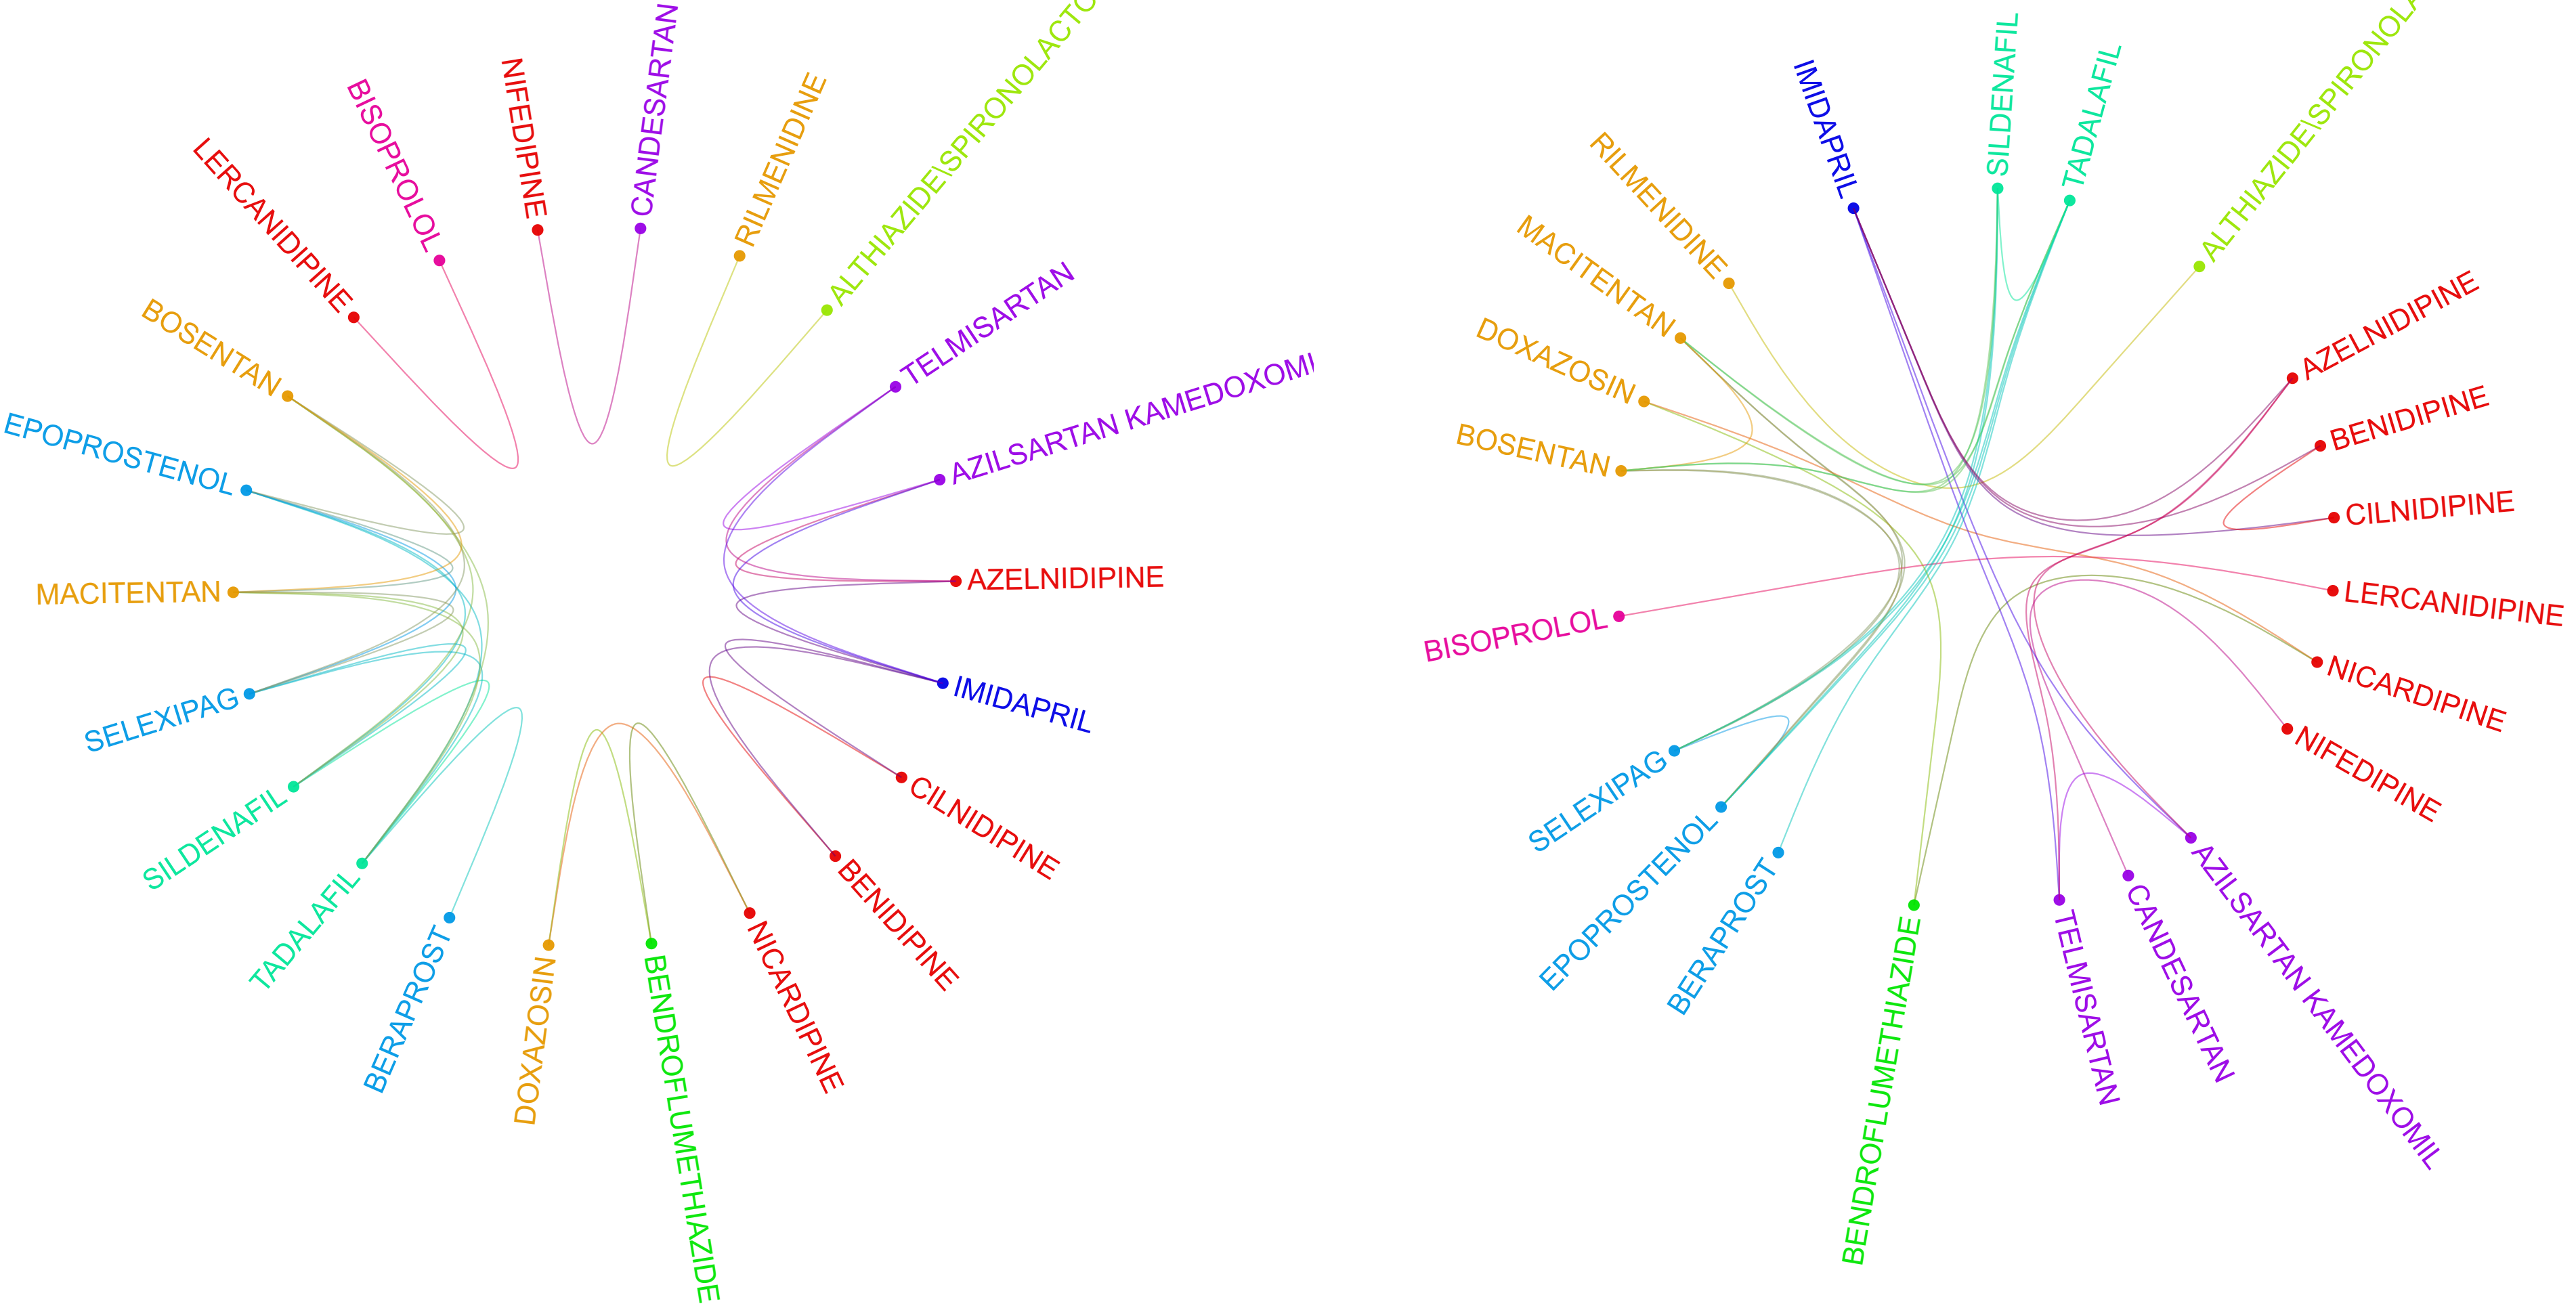 CANDESARTAN
ALTHIAZIDE\SPIRONOLACTO
NIFEDIPINE
RILMENIDINE
BISOPROLOL
LERCANIDIPINE
TELMISARTAN
BOSENTAN
AZILSARTAN KAMEDOXOMI
EPOPROSTENOL
AZELNIDIPINE
MACITENTAN
IMIDAPRIL
SELEXIPAG
CILNIDIPINE
SILDENAFIL
BENIDIPINE
TADALAFIL
NICARDIPINE
BERAPROST
DOXAZOSIN
BENDROFLUMETHIAZIDE
SILDENAFIL
ALTHIAZIDE\SPIRONOLA
TADALAFIL
IMIDAPRIL
RILMENIDINE
MACITENTAN
AZELNIDIPINE
DOXAZOSIN
BENIDIPINE
BOSENTAN
CILNIDIPINE
LERCANIDIPINE
BISOPROLOL
NICARDIPINE
NIFEDIPINE
SELEXIPAG
EPOPROSTENOL
BERAPROST
AZILSARTAN KAMEDOXOMIL
CANDESARTAN
TELMISARTAN
BENDROFLUMETHIAZIDE